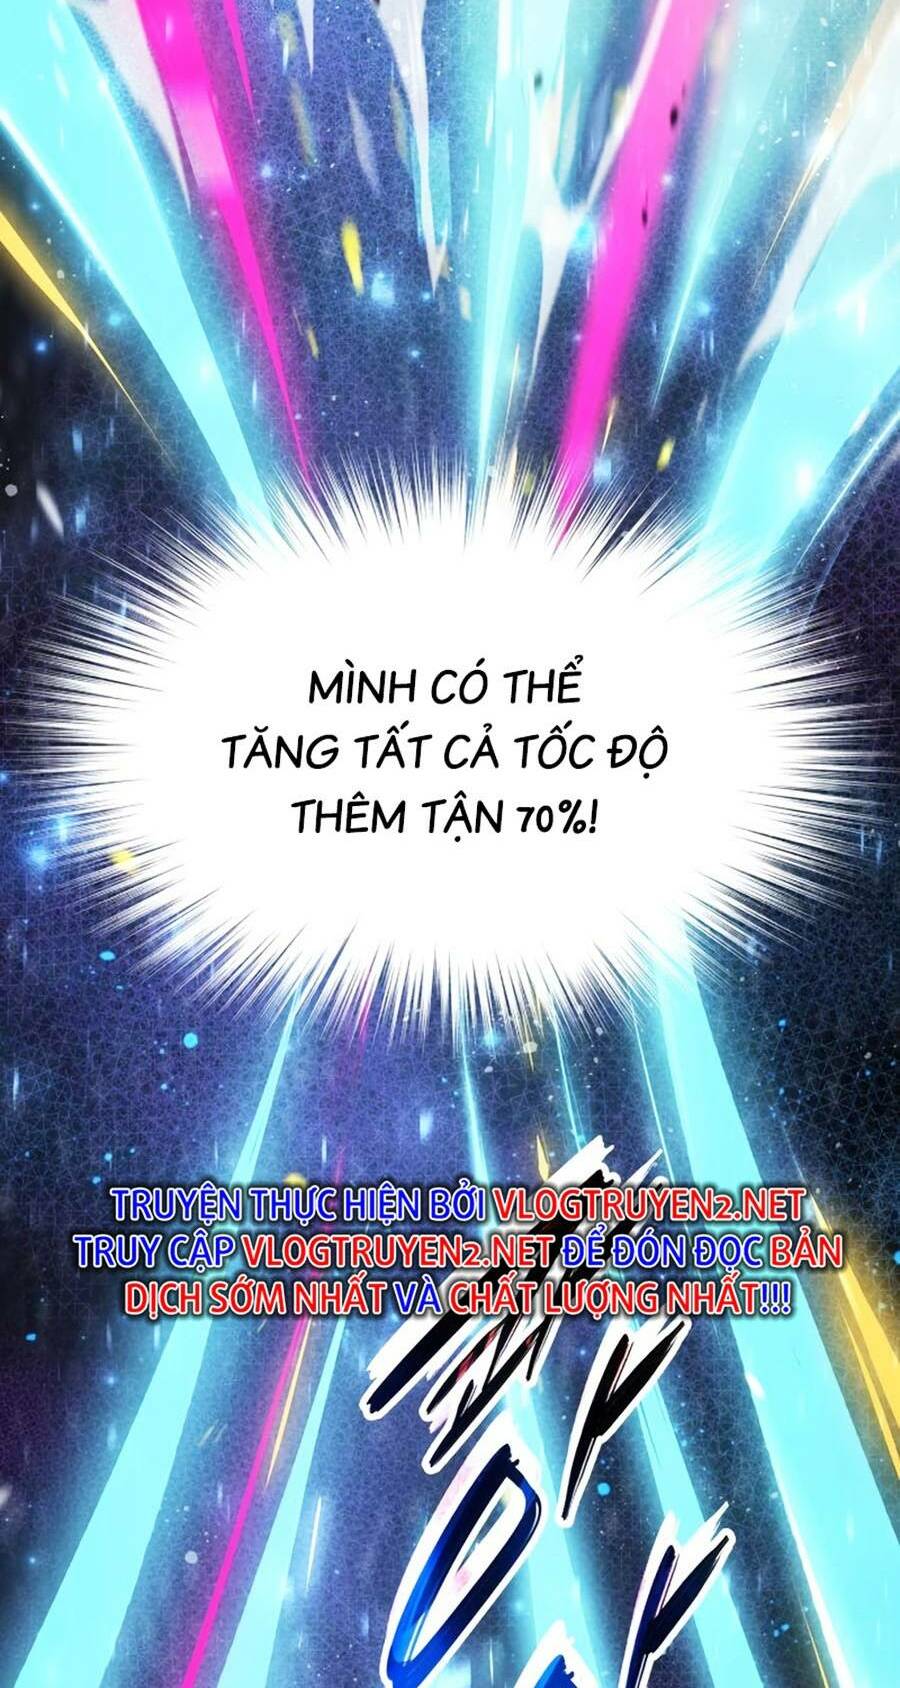 MÌNH CÓ THỂ
TĂNG TẤT CẢ TỐC ĐỘ
THÊM TẬN 70%!
TRUYỆN THỰC HIỆN BỞI VLOGTRUYEN2.NET
TRUY CẬP VLOGTRUYEN2.NET ĐỂ ĐÓN ĐỌC BẢN
DỊCH SỚM NHẤT VÀ CHẤT LƯỢNG NHẤT!!!